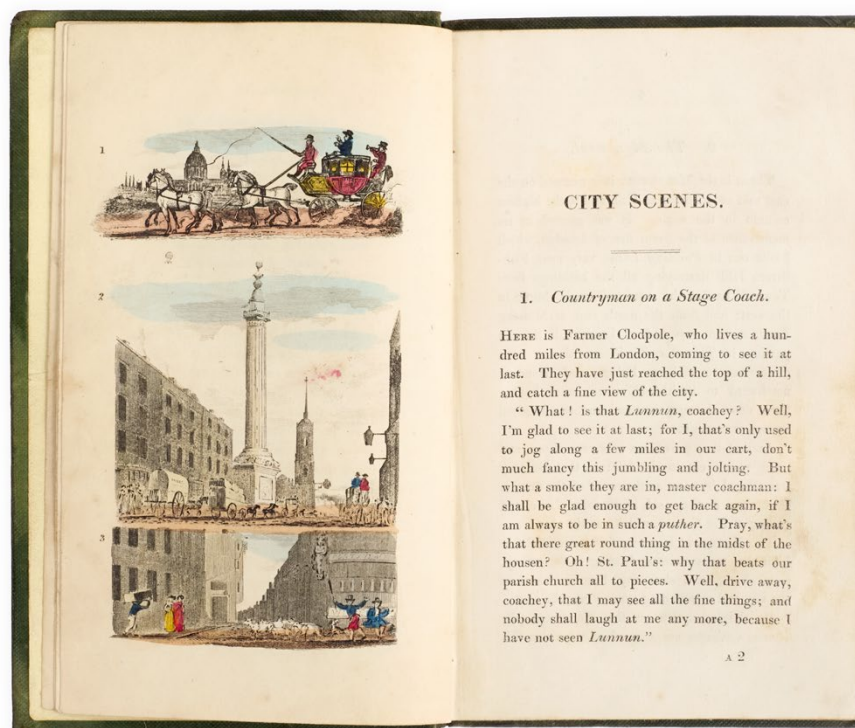 1
2
3
CITY SCENES.
1. Countryman on a Stage Coach.
HERE is Farmer Clodpole, who lives a hun-
dred miles from London, coming to see it at
last. They have just reached the top of a hill,
and catch a fine view of the city.
“ What ! is that Lunnun, coachey ? Well,
I'm glad to see it at last; for I, that's only used
to jog along a few miles in our cart, don't
much fancy this jumbling and jolting. But
what a smoke they are in, master coachman: I
shall be glad enough to get back again, if I
am always to be in such a puther. Pray, what's
that there great round thing in the midst of the
housen? Oh! St. Paul's: why that beats our
parish church all to pieces. Well, drive away,
coachey, that I may see all the fine things; and
nobody shall laugh at me any more, because I
have not seen Lunnun.”
A 2